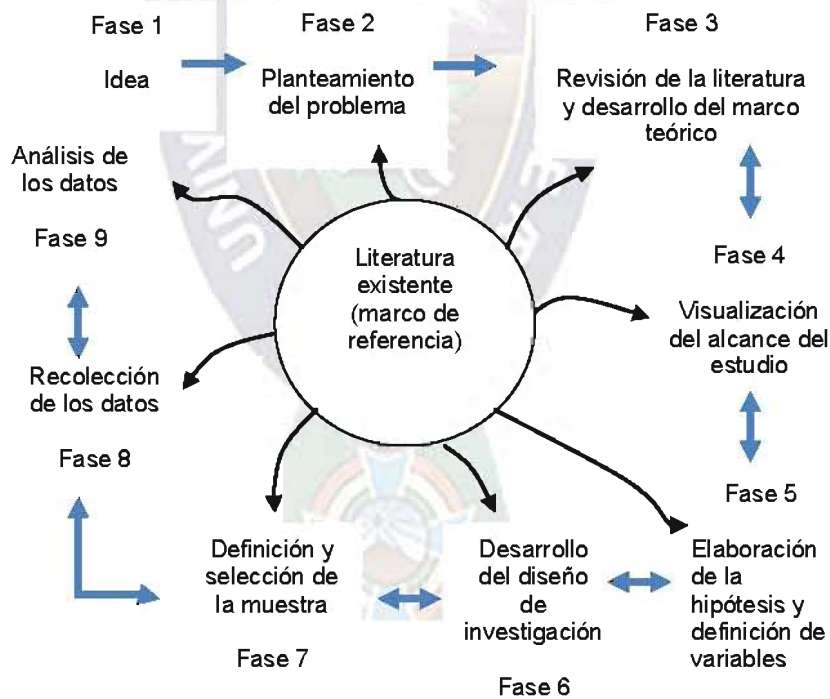 Fase 1
Idea
Fase 2
Planteamiento
del problema
Fase 3
Revisión de la literatura
y desarrollo del marco
teórico
Fase 4
Visualización
del alcance del
estudio
Fase 5
Elaboración
de la
hipótesis y
definición de
variables
Desarrollo
del diseño
de
investigación
Fase 6
Definición y
selección de
la muestra
Fase 7
Recolección
de los datos
Fase 8
Análisis de
los datos
Fase 9
Literatura
existente
(marco de
referencia)
UNIV